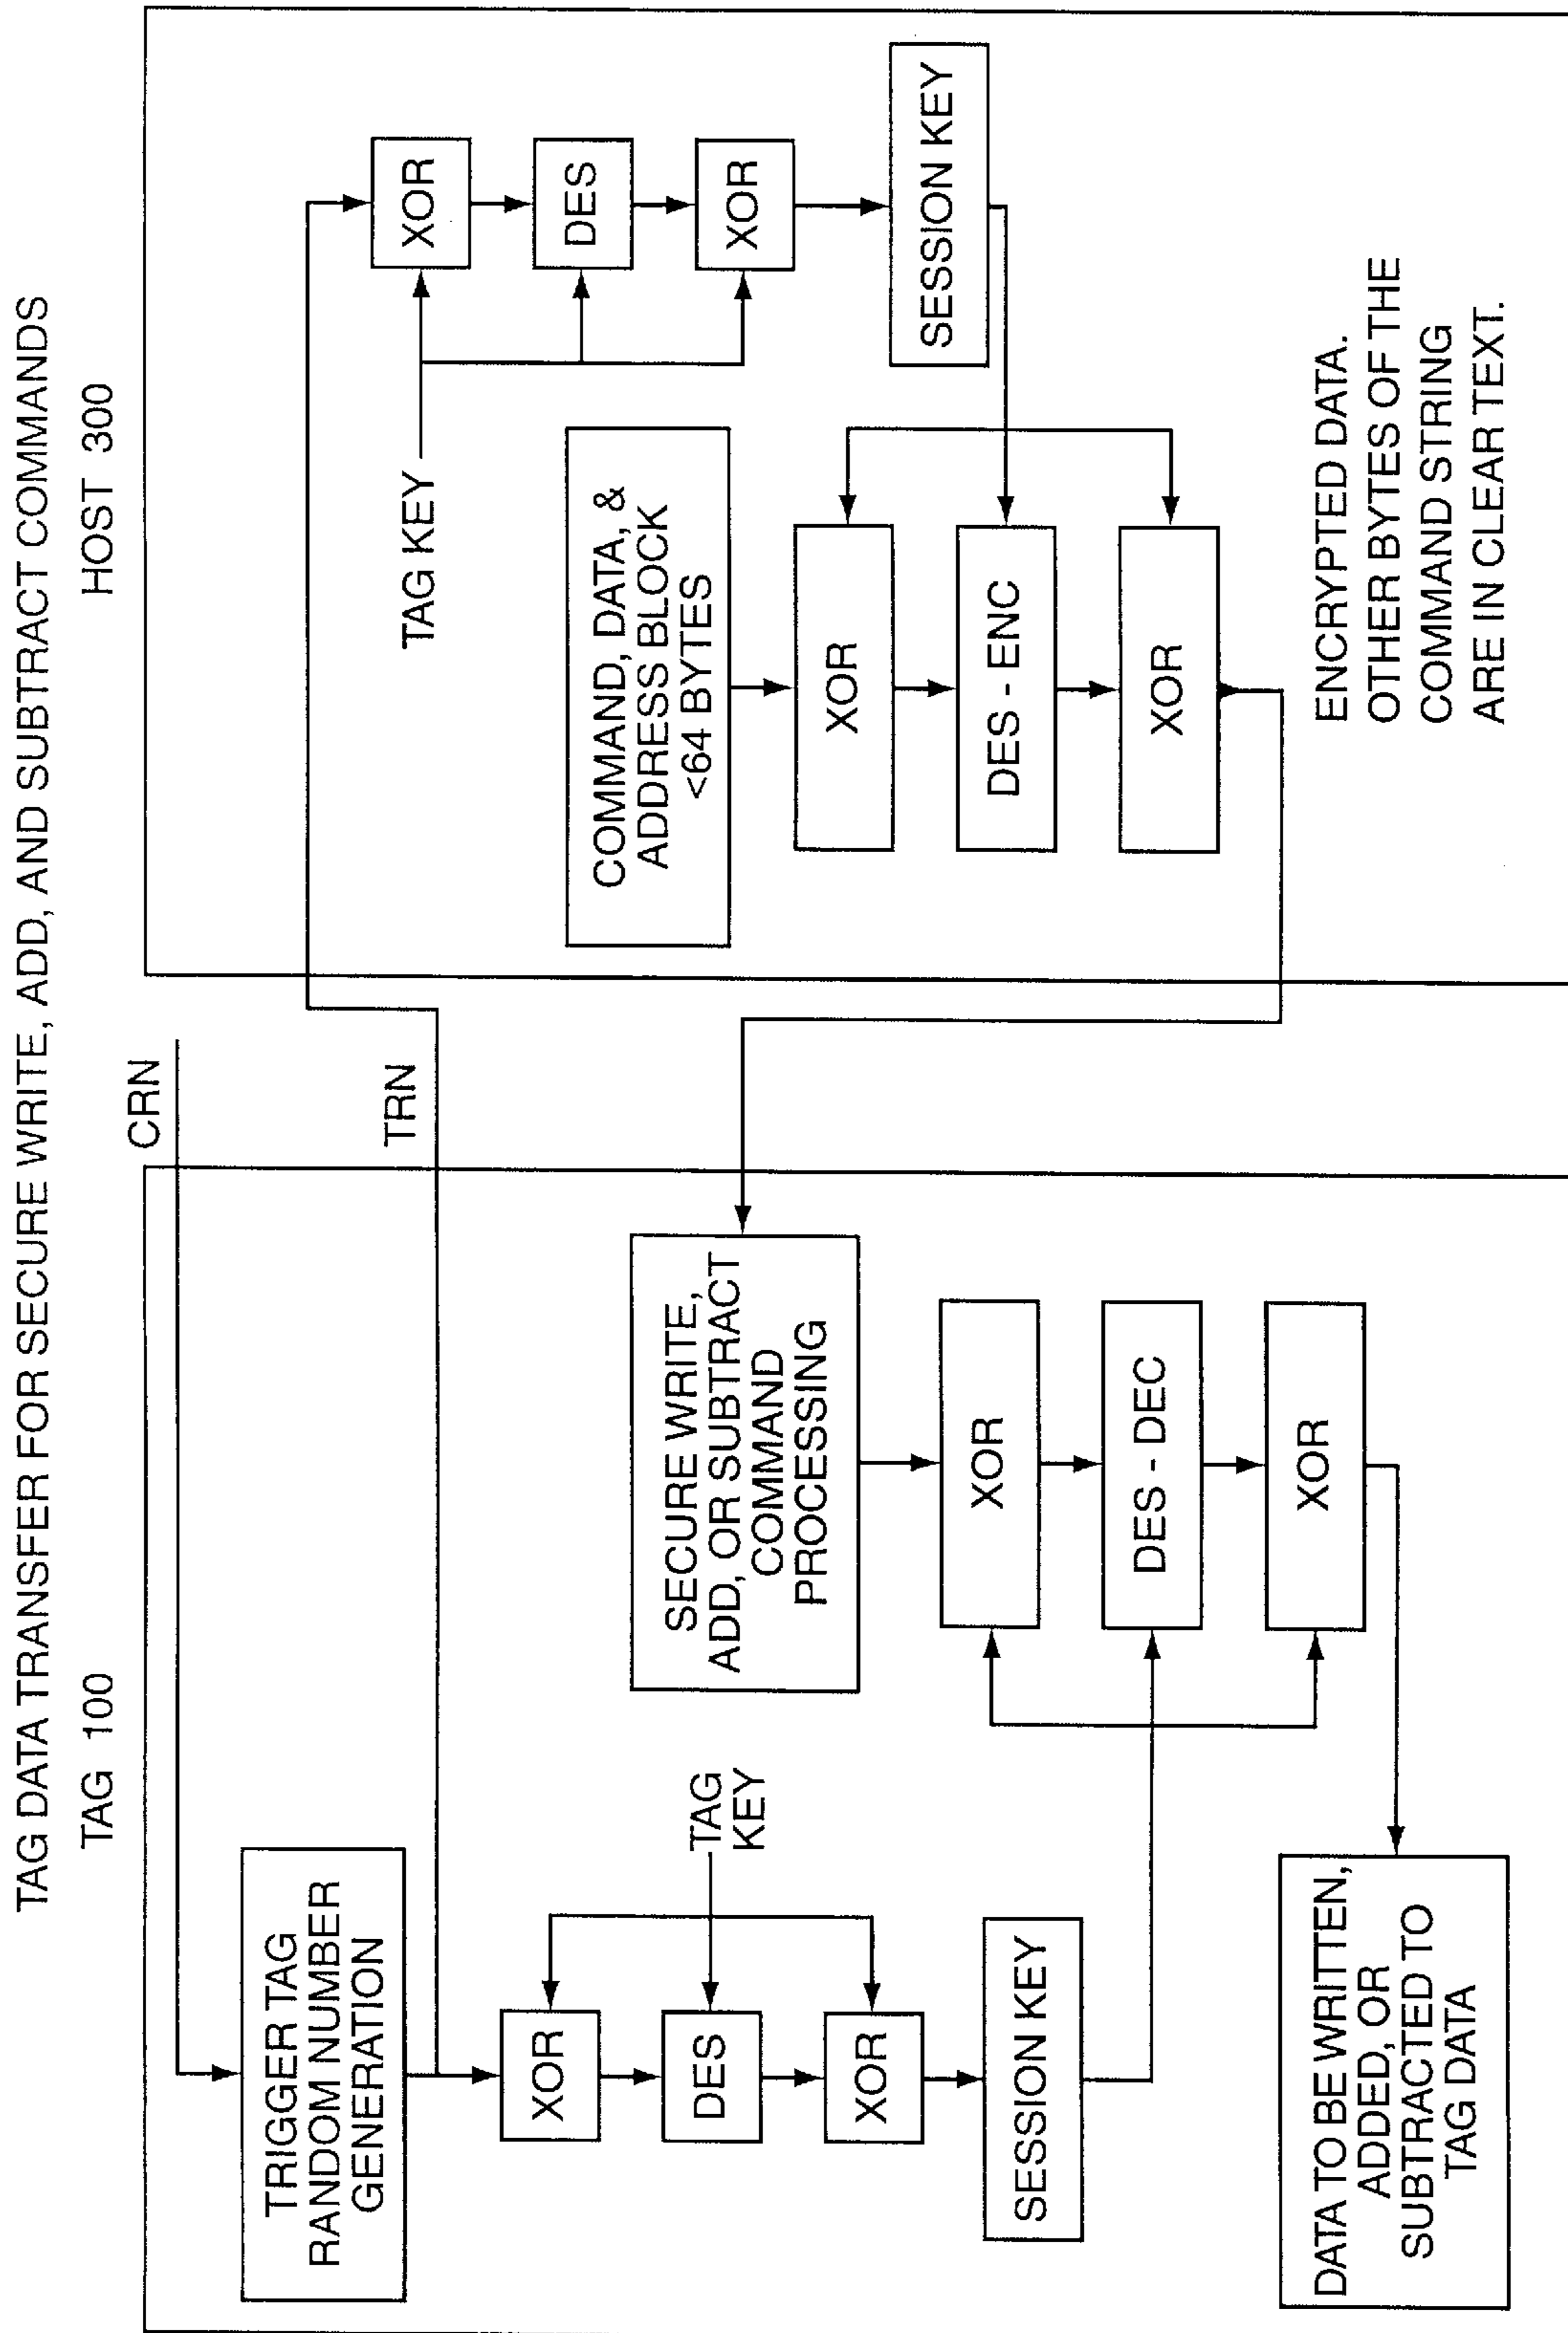 TAG DATA TRANSFER FOR SECURE WRITE, ADD, AND SUBTRACT COMMANDS
TAG 100
HOST 300
CRN
TRN
TRIGGER TAG
RANDOM NUMBER
GENERATION
XOR
DES
XOR
TAG
KEY
SESSION KEY
SECURE WRITE,
ADD, OR SUBTRACT
COMMAND
PROCESSING
XOR
DES - DEC
XOR
DATA TO BE WRITTEN,
ADDED, OR
SUBTRACTED TO
TAG DATA
TAG KEY
XOR
DES
XOR
SESSION KEY
COMMAND, DATA, &
ADDRESS BLOCK
<64 BYTES
XOR
DES - ENC
XOR
ENCRYPTED DATA.
OTHER BYTES OF THE
COMMAND STRING
ARE IN CLEAR TEXT.